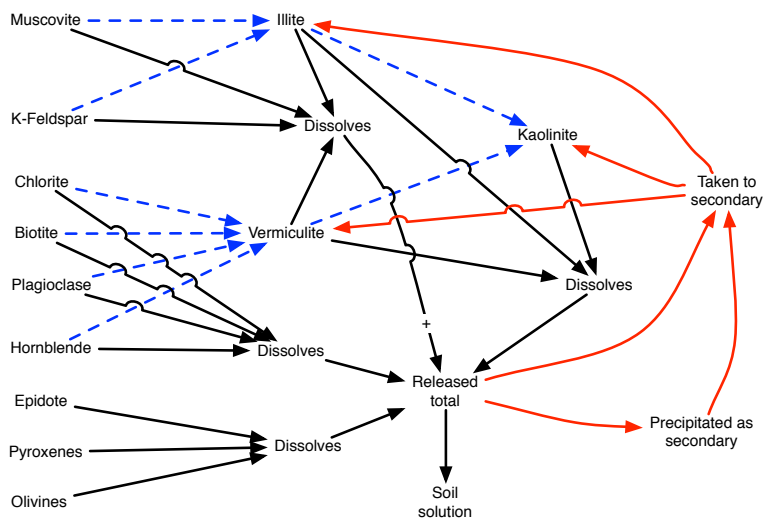 Muscovite
Illite
K-Feldspar
Dissolves
Kaolinite
Chlorite
Taken to
secondary
Biotite
Vermiculite
Plagioclase
Dissolves
+
Hornblende
Dissolves
Released
total
Epidote
Precipitated as
secondary
Dissolves
Pyroxenes
Olivines
Soil
solution